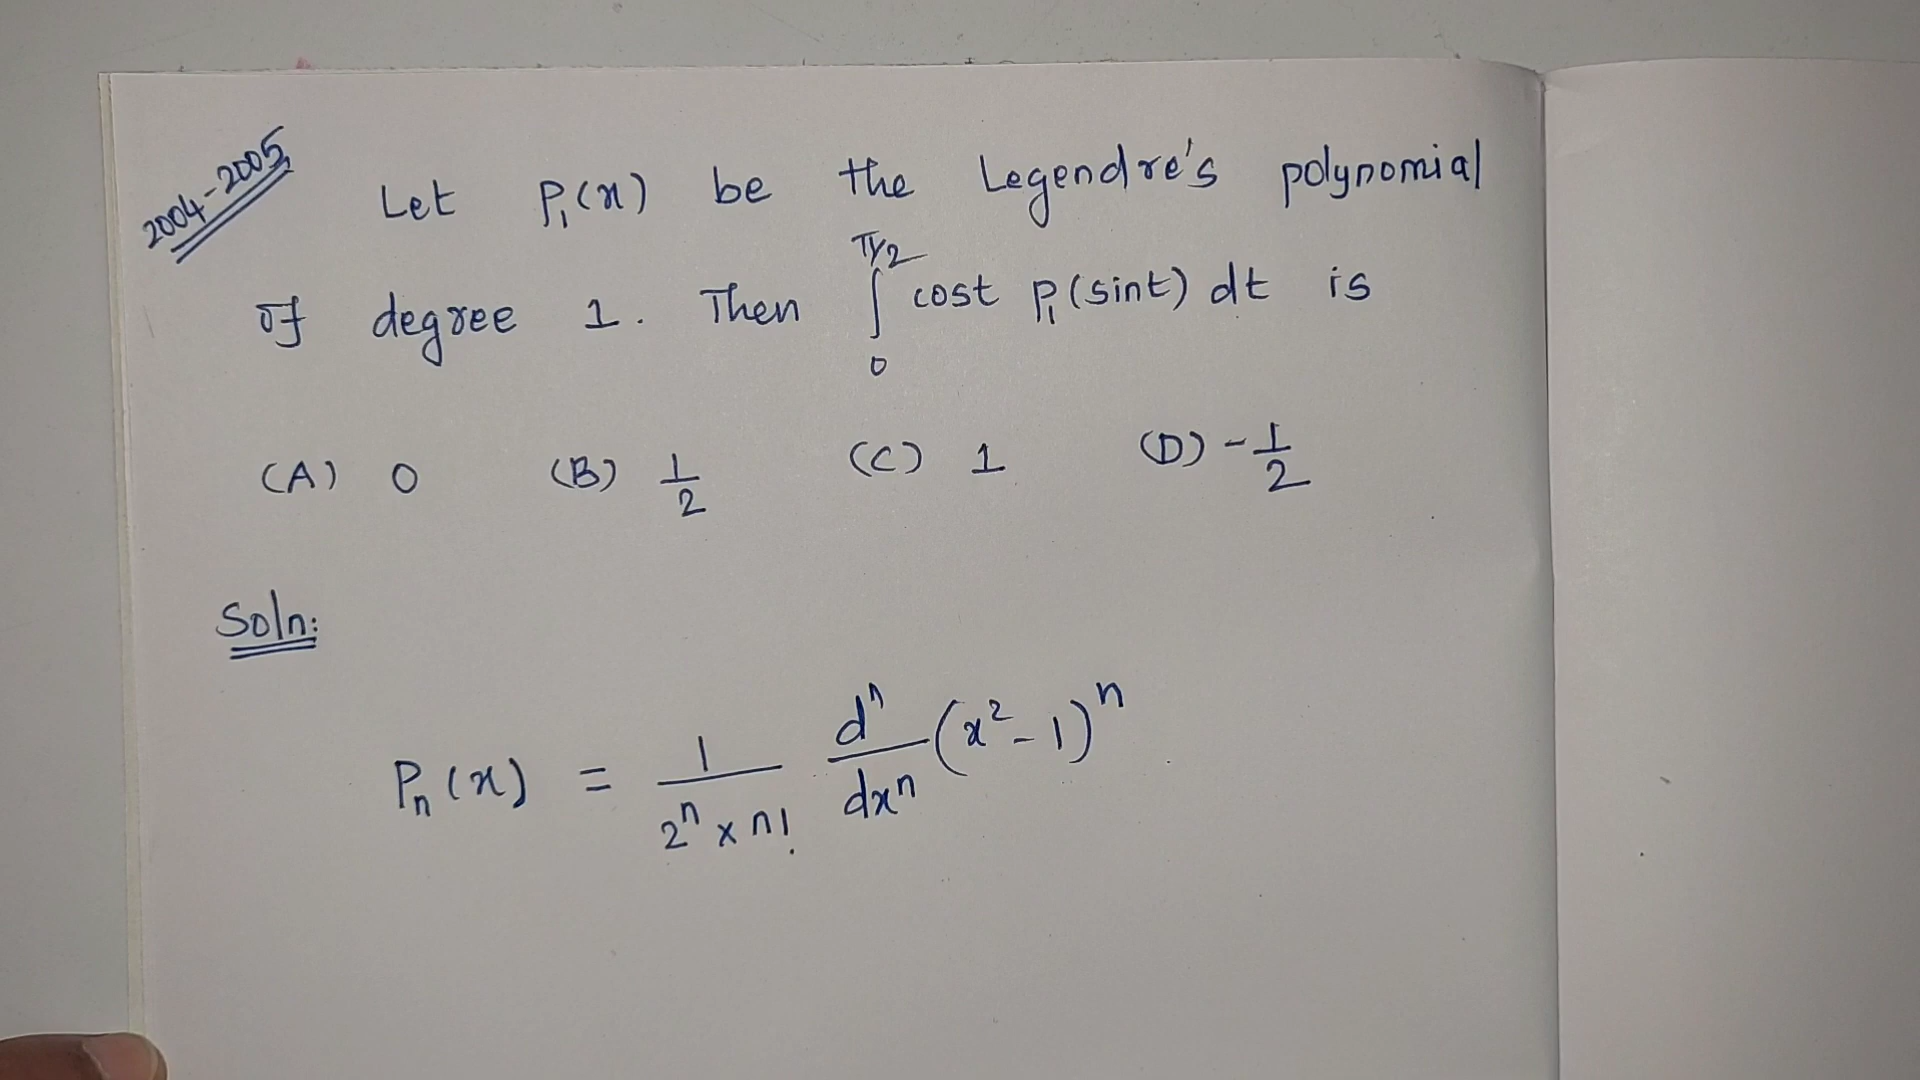 2004-2005
Let P₁(x) be the Legendre's polynomial
of degree 1. Then ∫₀^(π/2) cost P₁(sint) dt is
(A) 0 (B) 1/2 (C) 1 (D) -1/2
Soln:
Pₙ(x) = 1/(2ⁿ × n!) dⁿ/dxⁿ (x² - 1)ⁿ